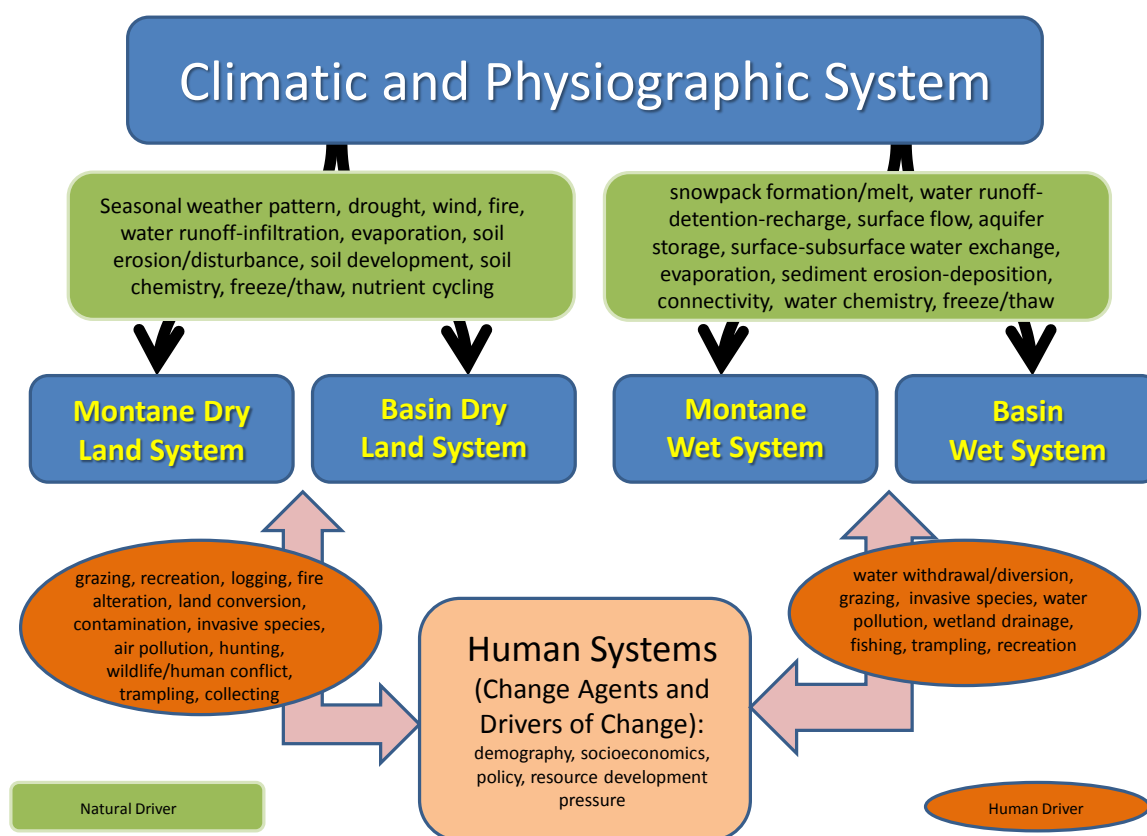 Climatic and Physiographic System
Seasonal weather pattern, drought, wind, fire,
water runoff-infiltration, evaporation, soil
erosion/disturbance, soil development, soil
chemistry, freeze/thaw, nutrient cycling
snowpack formation/melt, water runoff-
detention-recharge, surface flow, aquifer
storage, surface-subsurface water exchange,
evaporation, sediment erosion-deposition,
connectivity, water chemistry, freeze/thaw
Montane Dry
Land System
Basin Dry
Land System
Montane
Wet System
Basin
Wet System
grazing, recreation, logging, fire
alteration, land conversion,
contamination, invasive species,
air pollution, hunting,
wildlife/human conflict,
trampling, collecting
water withdrawal/diversion,
grazing, invasive species, water
pollution, wetland drainage,
fishing, trampling, recreation
Human Systems
(Change Agents and
Drivers of Change):
demography, socioeconomics,
policy, resource development
pressure
Natural Driver
Human Driver